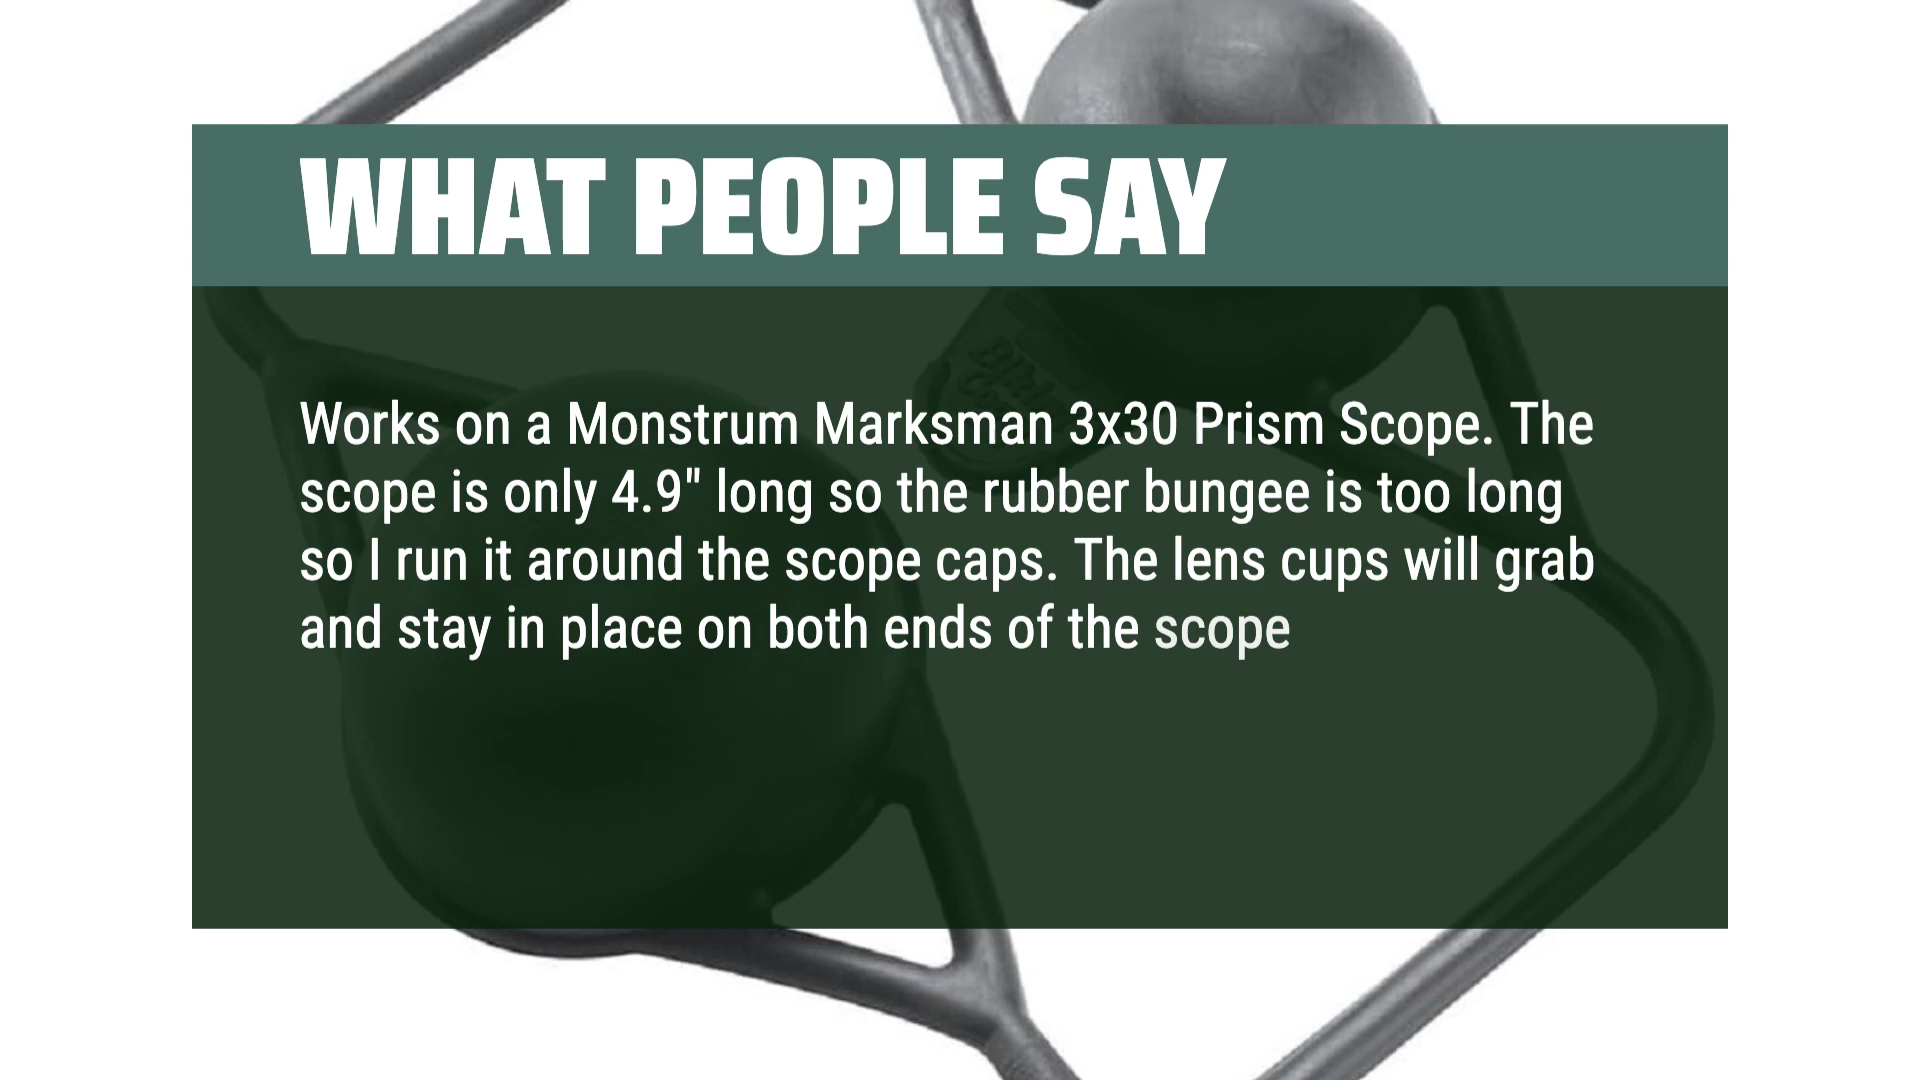 WHAT PEOPLE SAY
Works on a Monstrum Marksman 3x30 Prism Scope. The
scope is only 4.9" long so the rubber bungee is too long
so I run it around the scope caps. The lens cups will grab
and stay in place on both ends of the scope